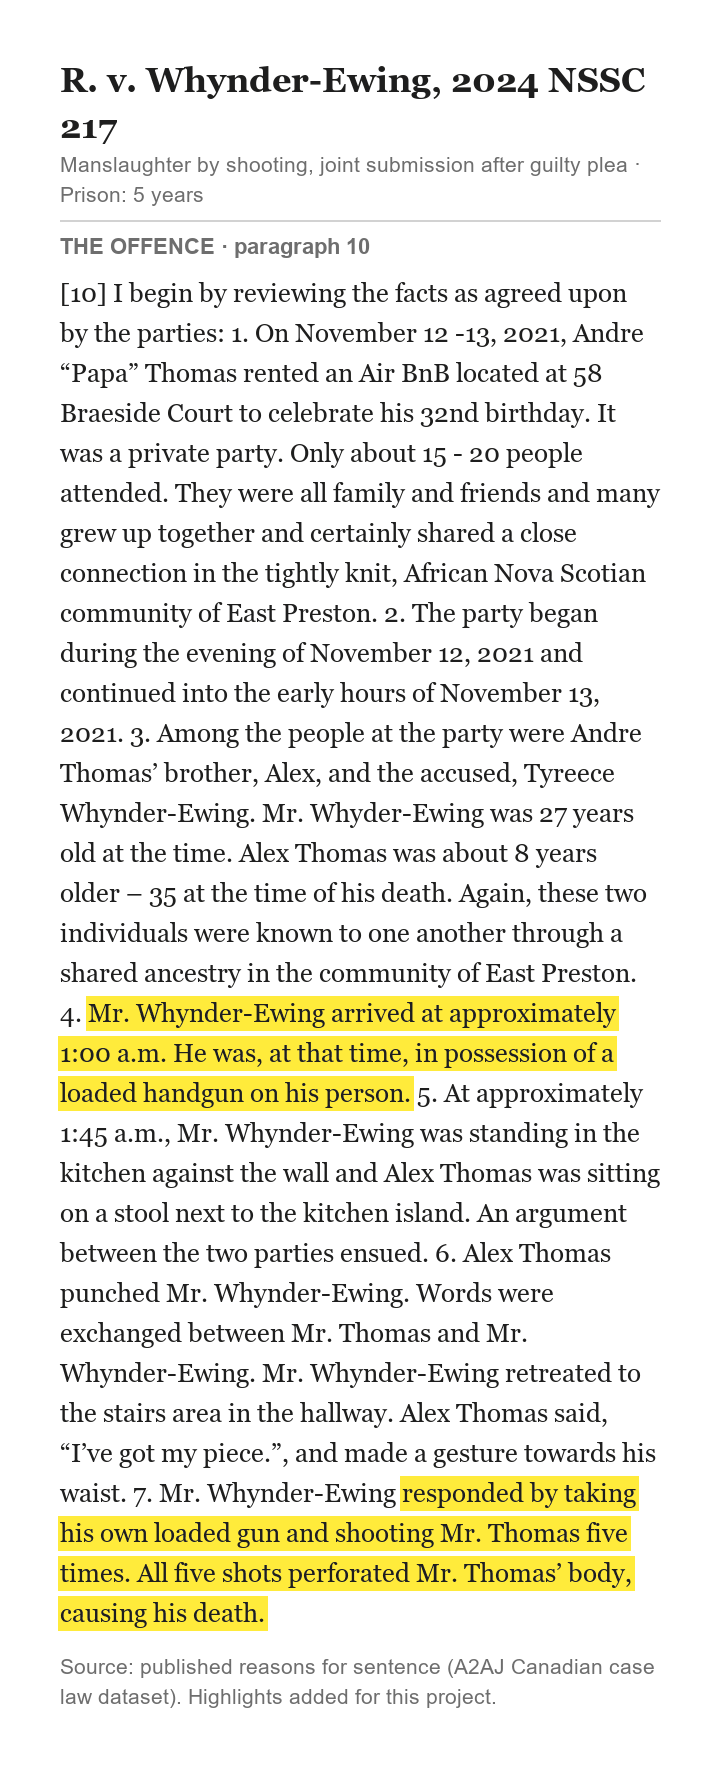 R. v. Whynder-Ewing, 2024 NSSC
217
Manslaughter by shooting, joint submission after guilty plea ·
Prison: 5 years
THE OFFENCE · paragraph 10
[10] I begin by reviewing the facts as agreed upon
by the parties: 1. On November 12 -13, 2021, Andre
“Papa” Thomas rented an Air BnB located at 58
Braeside Court to celebrate his 32nd birthday. It
was a private party. Only about 15 - 20 people
attended. They were all family and friends and many
grew up together and certainly shared a close
connection in the tightly knit, African Nova Scotian
community of East Preston. 2. The party began
during the evening of November 12, 2021 and
continued into the early hours of November 13,
2021. 3. Among the people at the party were Andre
Thomas’ brother, Alex, and the accused, Tyreece
Whynder-Ewing. Mr. Whyder-Ewing was 27 years
old at the time. Alex Thomas was about 8 years
older – 35 at the time of his death. Again, these two
individuals were known to one another through a
shared ancestry in the community of East Preston.
4. Mr. Whynder-Ewing arrived at approximately
1:00 a.m. He was, at that time, in possession of a
loaded handgun on his person. 5. At approximately
1:45 a.m., Mr. Whynder-Ewing was standing in the
kitchen against the wall and Alex Thomas was sitting
on a stool next to the kitchen island. An argument
between the two parties ensued. 6. Alex Thomas
punched Mr. Whynder-Ewing. Words were
exchanged between Mr. Thomas and Mr.
Whynder-Ewing. Mr. Whynder-Ewing retreated to
the stairs area in the hallway. Alex Thomas said,
“I’ve got my piece.”, and made a gesture towards his
waist. 7. Mr. Whynder-Ewing responded by taking
his own loaded gun and shooting Mr. Thomas five
times. All five shots perforated Mr. Thomas’ body,
causing his death.
Source: published reasons for sentence (A2AJ Canadian case
law dataset). Highlights added for this project.